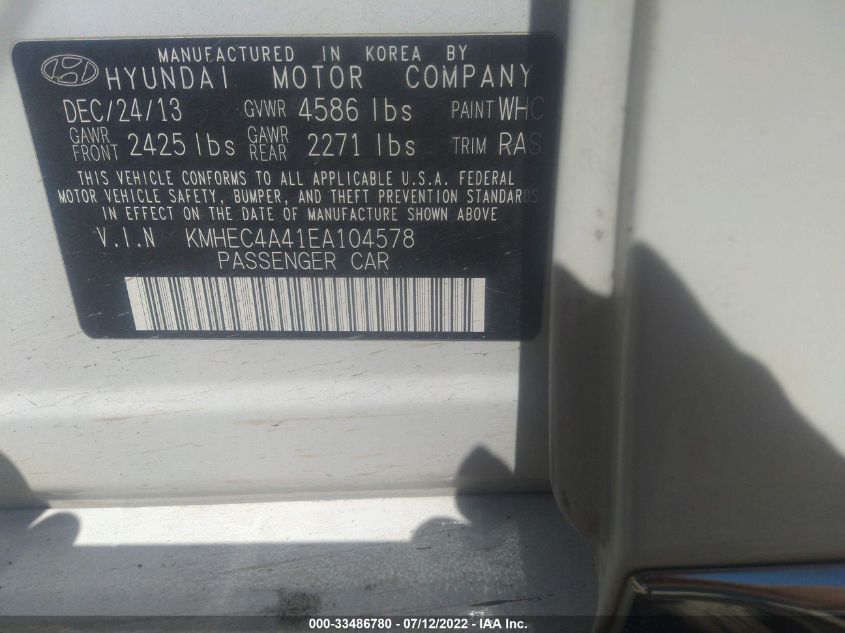 MANUFACTURED IN KOREA BY
HYUNDAI MOTOR COMPANY
DEC/24/13 GVWR 4586 lbs PAINT WHC
GAWR FRONT 2425 lbs GAWR REAR 2271 lbs TRIM RAS
THIS VEHICLE CONFORMS TO ALL APPLICABLE U.S.A. FEDERAL
MOTOR VEHICLE SAFETY, BUMPER, AND THEFT PREVENTION STANDARDS
IN EFFECT ON THE DATE OF MANUFACTURE SHOWN ABOVE
V.I.N KMHEC4A41EA104578
PASSENGER CAR
000-33486780 - 07/12/2022 - IAA Inc.